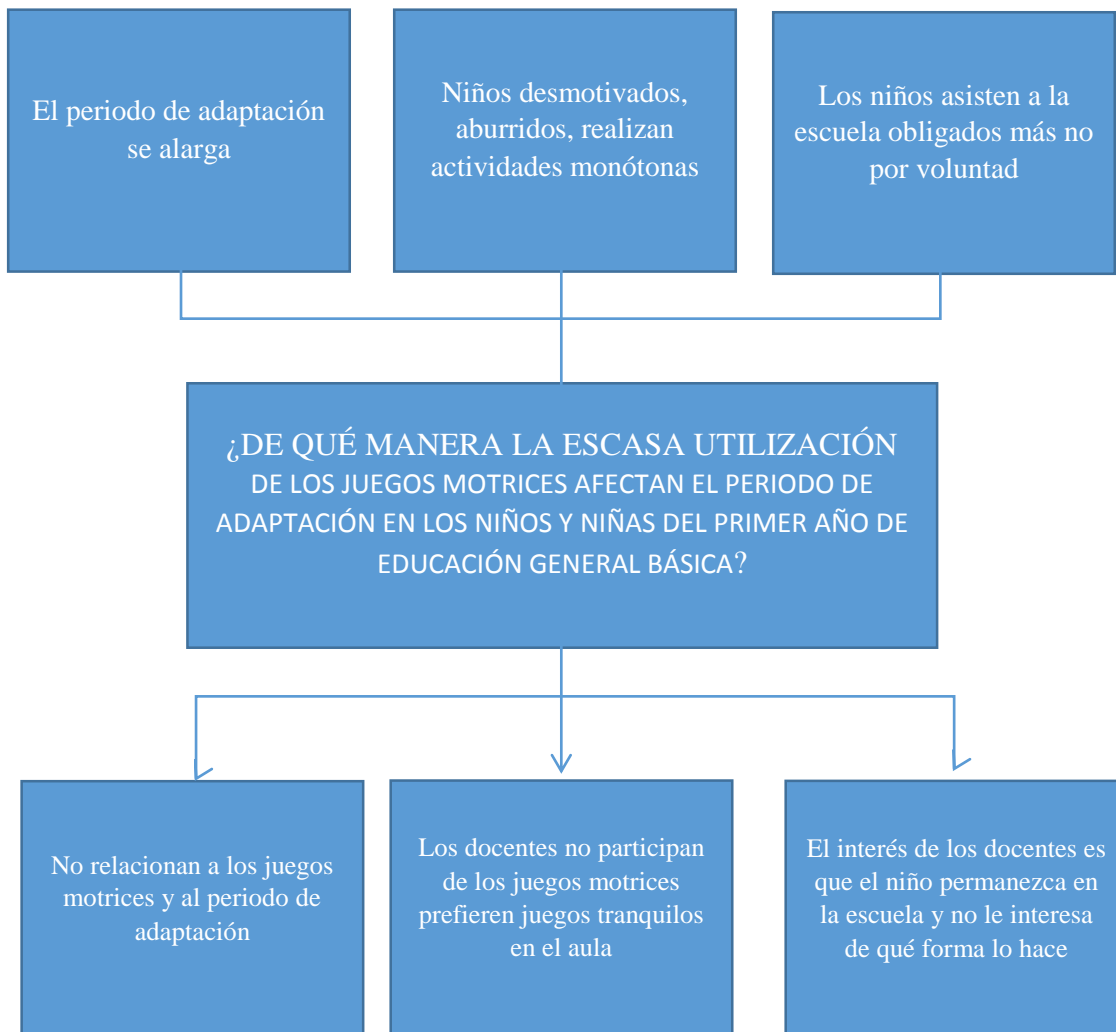 El periodo de adaptación
se alarga
Niños desmotivados,
aburridos, realizan
actividades monótonas
Los niños asisten a la
escuela obligados más no
por voluntad
¿DE QUÉ MANERA LA ESCASA UTILIZACIÓN
DE LOS JUEGOS MOTRICES AFECTAN EL PERIODO DE
ADAPTACIÓN EN LOS NIÑOS Y NIÑAS DEL PRIMER AÑO DE
EDUCACIÓN GENERAL BÁSICA?
No relacionan a los juegos
motrices y al periodo de
adaptación
Los docentes no participan
de los juegos motrices
prefieren juegos tranquilos
en el aula
El interés de los docentes es
que el niño permanezca en
la escuela y no le interesa
de qué forma lo hace